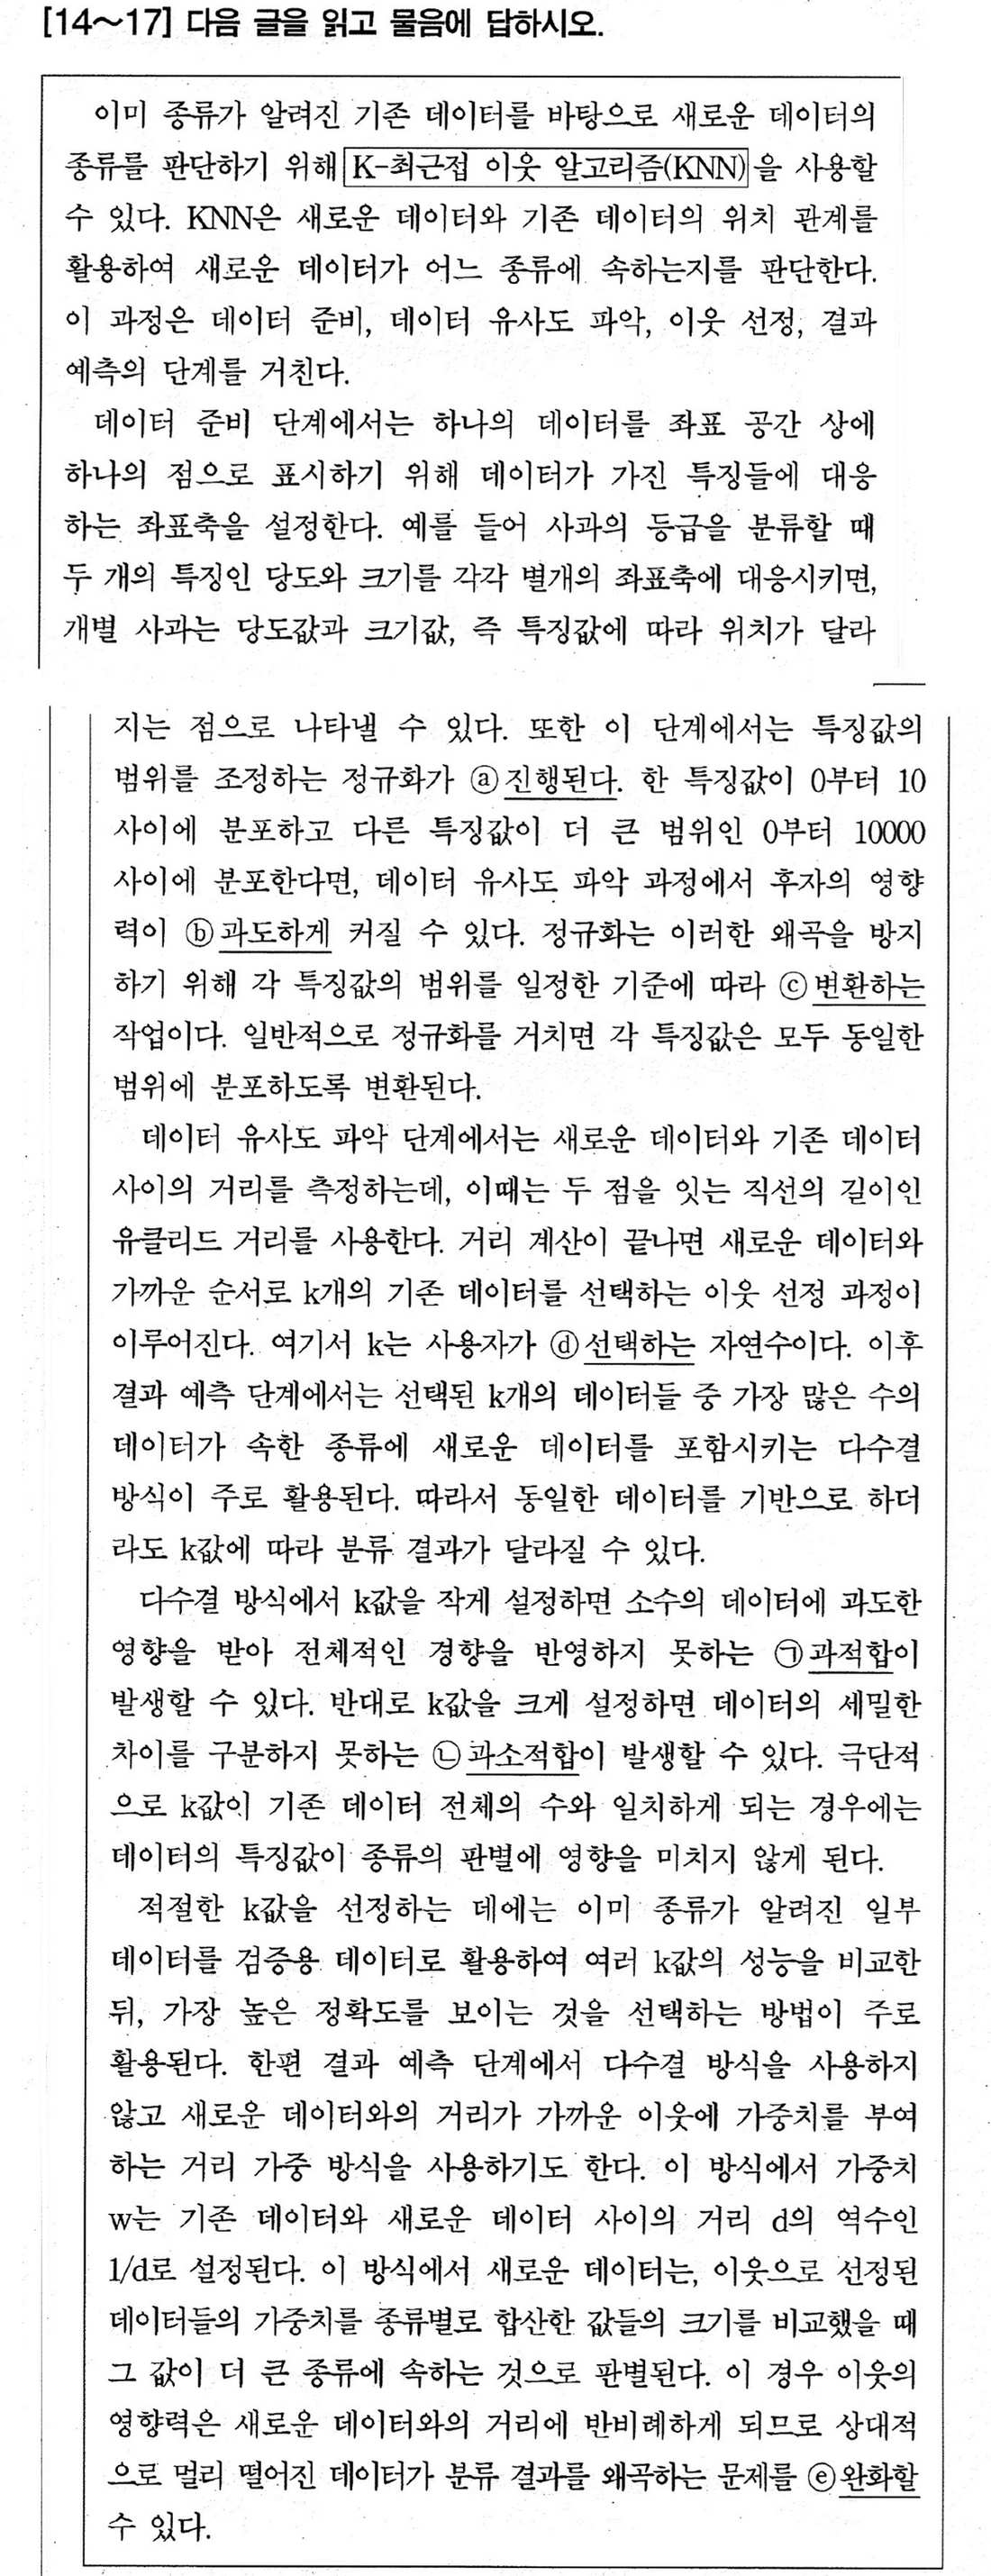 [14～17] 다음 글을 읽고 물음에 답하시오.
이미 종류가 알려진 기존 데이터를 바탕으로 새로운 데이터의
종류를 판단하기 위해 K-최근접 이웃 알고리즘(KNN)을 사용할
수 있다. KNN은 새로운 데이터와 기존 데이터의 위치 관계를
활용하여 새로운 데이터가 어느 종류에 속하는지를 판단한다.
이 과정은 데이터 준비, 데이터 유사도 파악, 이웃 선정, 결과
예측의 단계를 거친다.
데이터 준비 단계에서는 하나의 데이터를 좌표 공간 상에
하나의 점으로 표시하기 위해 데이터가 가진 특징들에 대응
하는 좌표축을 설정한다. 예를 들어 사과의 등급을 분류할 때
두 개의 특징인 당도와 크기를 각각 별개의 좌표축에 대응시키면,
개별 사과는 당도값과 크기값, 즉 특징값에 따라 위치가 달라
지는 점으로 나타낼 수 있다. 또한 이 단계에서는 특징값의
범위를 조정하는 정규화가 ⓐ진행된다. 한 특징값이 0부터 10
사이에 분포하고 다른 특징값이 더 큰 범위인 0부터 10000
사이에 분포한다면, 데이터 유사도 파악 과정에서 후자의 영향
력이 ⓑ과도하게 커질 수 있다. 정규화는 이러한 왜곡을 방지
하기 위해 각 특징값의 범위를 일정한 기준에 따라 ⓒ변환하는
작업이다. 일반적으로 정규화를 거치면 각 특징값은 모두 동일한
범위에 분포하도록 변환된다.
데이터 유사도 파악 단계에서는 새로운 데이터와 기존 데이터
사이의 거리를 측정하는데, 이때는 두 점을 잇는 직선의 길이인
유클리드 거리를 사용한다. 거리 계산이 끝나면 새로운 데이터와
가까운 순서로 k개의 기존 데이터를 선택하는 이웃 선정 과정이
이루어진다. 여기서 k는 사용자가 ⓓ선택하는 자연수이다. 이후
결과 예측 단계에서는 선택된 k개의 데이터들 중 가장 많은 수의
데이터가 속한 종류에 새로운 데이터를 포함시키는 다수결
방식이 주로 활용된다. 따라서 동일한 데이터를 기반으로 하더
라도 k값에 따라 분류 결과가 달라질 수 있다.
다수결 방식에서 k값을 작게 설정하면 소수의 데이터에 과도한
영향을 받아 전체적인 경향을 반영하지 못하는 ㉠과적합이
발생할 수 있다. 반대로 k값을 크게 설정하면 데이터의 세밀한
차이를 구분하지 못하는 ㉡과소적합이 발생할 수 있다. 극단적
으로 k값이 기존 데이터 전체의 수와 일치하게 되는 경우에는
데이터의 특징값이 종류의 판별에 영향을 미치지 않게 된다.
적절한 k값을 선정하는 데에는 이미 종류가 알려진 일부
데이터를 검증용 데이터로 활용하여 여러 k값의 성능을 비교한
뒤, 가장 높은 정확도를 보이는 것을 선택하는 방법이 주로
활용된다. 한편 결과 예측 단계에서 다수결 방식을 사용하지
않고 새로운 데이터와의 거리가 가까운 이웃에 가중치를 부여
하는 거리 가중 방식을 사용하기도 한다. 이 방식에서 가중치
w는 기존 데이터와 새로운 데이터 사이의 거리 d의 역수인
1/d로 설정된다. 이 방식에서 새로운 데이터는, 이웃으로 선정된
데이터들의 가중치를 종류별로 합산한 값들의 크기를 비교했을 때
그 값이 더 큰 종류에 속하는 것으로 판별된다. 이 경우 이웃의
영향력은 새로운 데이터와의 거리에 반비례하게 되므로 상대적
으로 멀리 떨어진 데이터가 분류 결과를 왜곡하는 문제를 ⓔ완화할
수 있다.